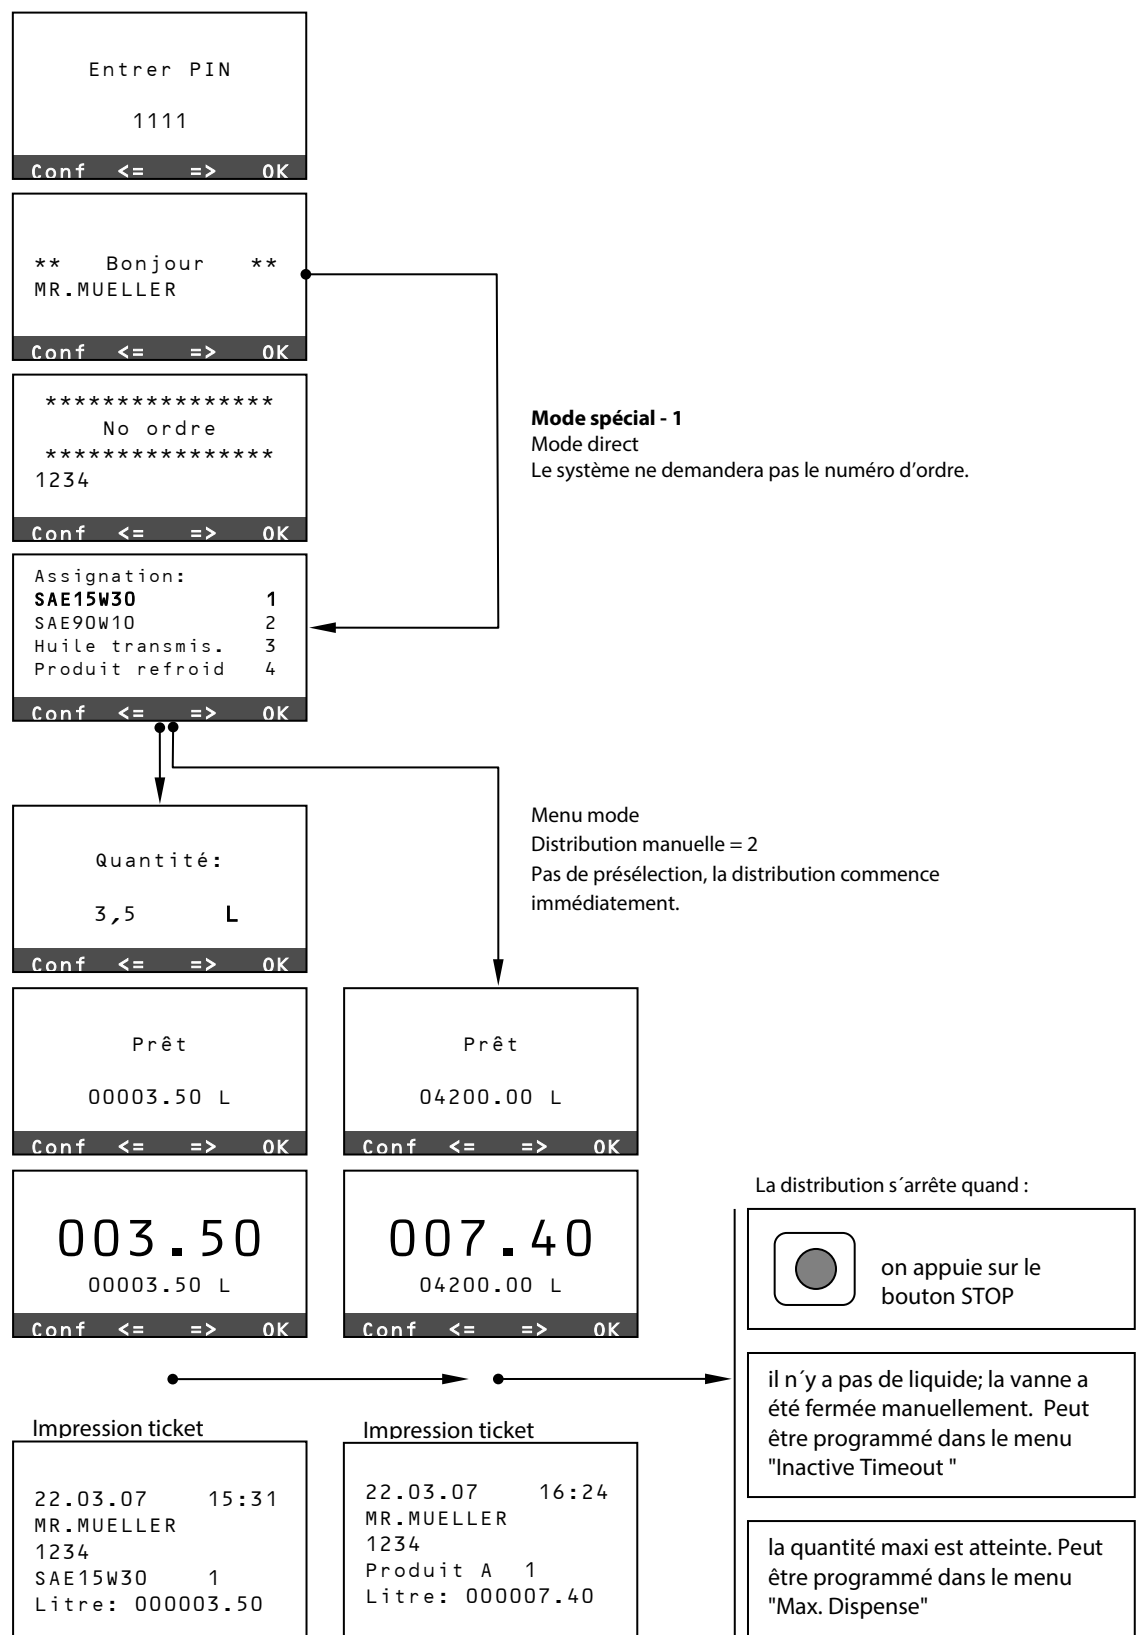 Entrer PIN
1111
Conf <= => OK
** Bonjour **
MR.MUELLER
Conf <= => OK
****************
No ordre
****************
1234
Conf <= => OK
Mode spécial - 1
Mode direct
Le système ne demandera pas le numéro d’ordre.
Assignation:
SAE15W30 1
SAE90W10 2
Huile transmis. 3
Produit refroid 4
Conf <= => OK
Quantité:
3,5 L
Conf <= => OK
Menu mode
Distribution manuelle = 2
Pas de présélection, la distribution commence
immédiatement.
Prêt
00003.50 L
Conf <= => OK
Prêt
04200.00 L
Conf <= => OK
003.50
00003.50 L
Conf <= => OK
007.40
04200.00 L
Conf <= => OK
La distribution s´arrête quand :
on appuie sur le
bouton STOP
il n´y a pas de liquide; la vanne a
été fermée manuellement. Peut
être programmé dans le menu
"Inactive Timeout "
la quantité maxi est atteinte. Peut
être programmé dans le menu
"Max. Dispense"
Impression ticket
22.03.07 15:31
MR.MUELLER
1234
SAE15W30 1
Litre: 000003.50
Impression ticket
22.03.07 16:24
MR.MUELLER
1234
Produit A 1
Litre: 000007.40